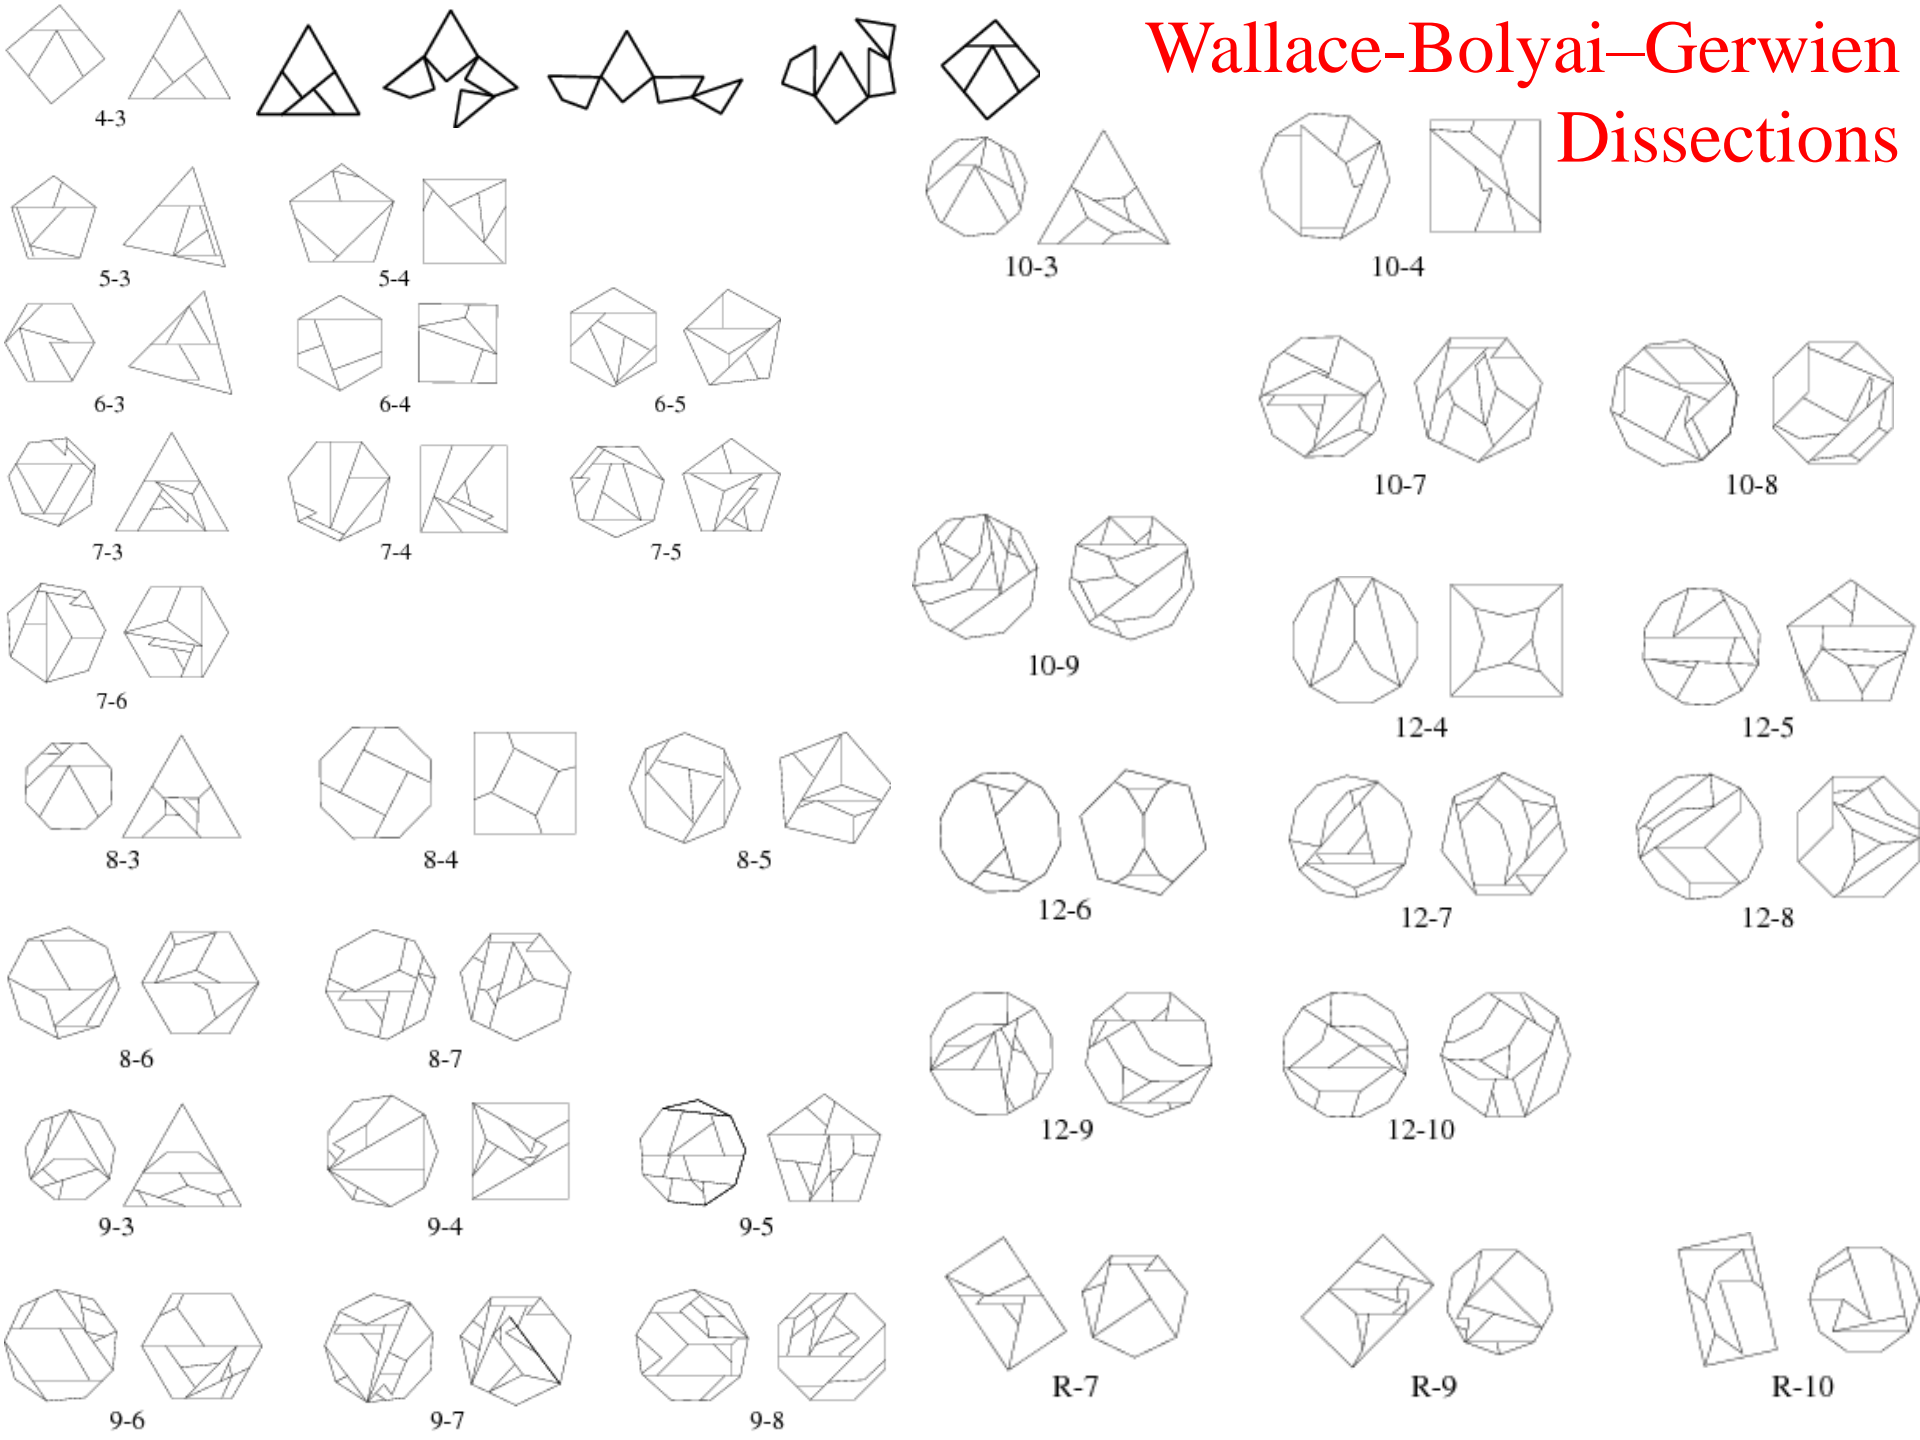 Wallace-Bolyai–Gerwien
Dissections
4-3
5-3 5-4
10-3 10-4
6-3 6-4 6-5
10-7 10-8
7-3 7-4 7-5
10-9
7-6
12-4 12-5
8-3 8-4 8-5
12-6 12-7 12-8
8-6 8-7
12-9 12-10
9-3 9-4 9-5
R-7 R-9 R-10
9-6 9-7 9-8